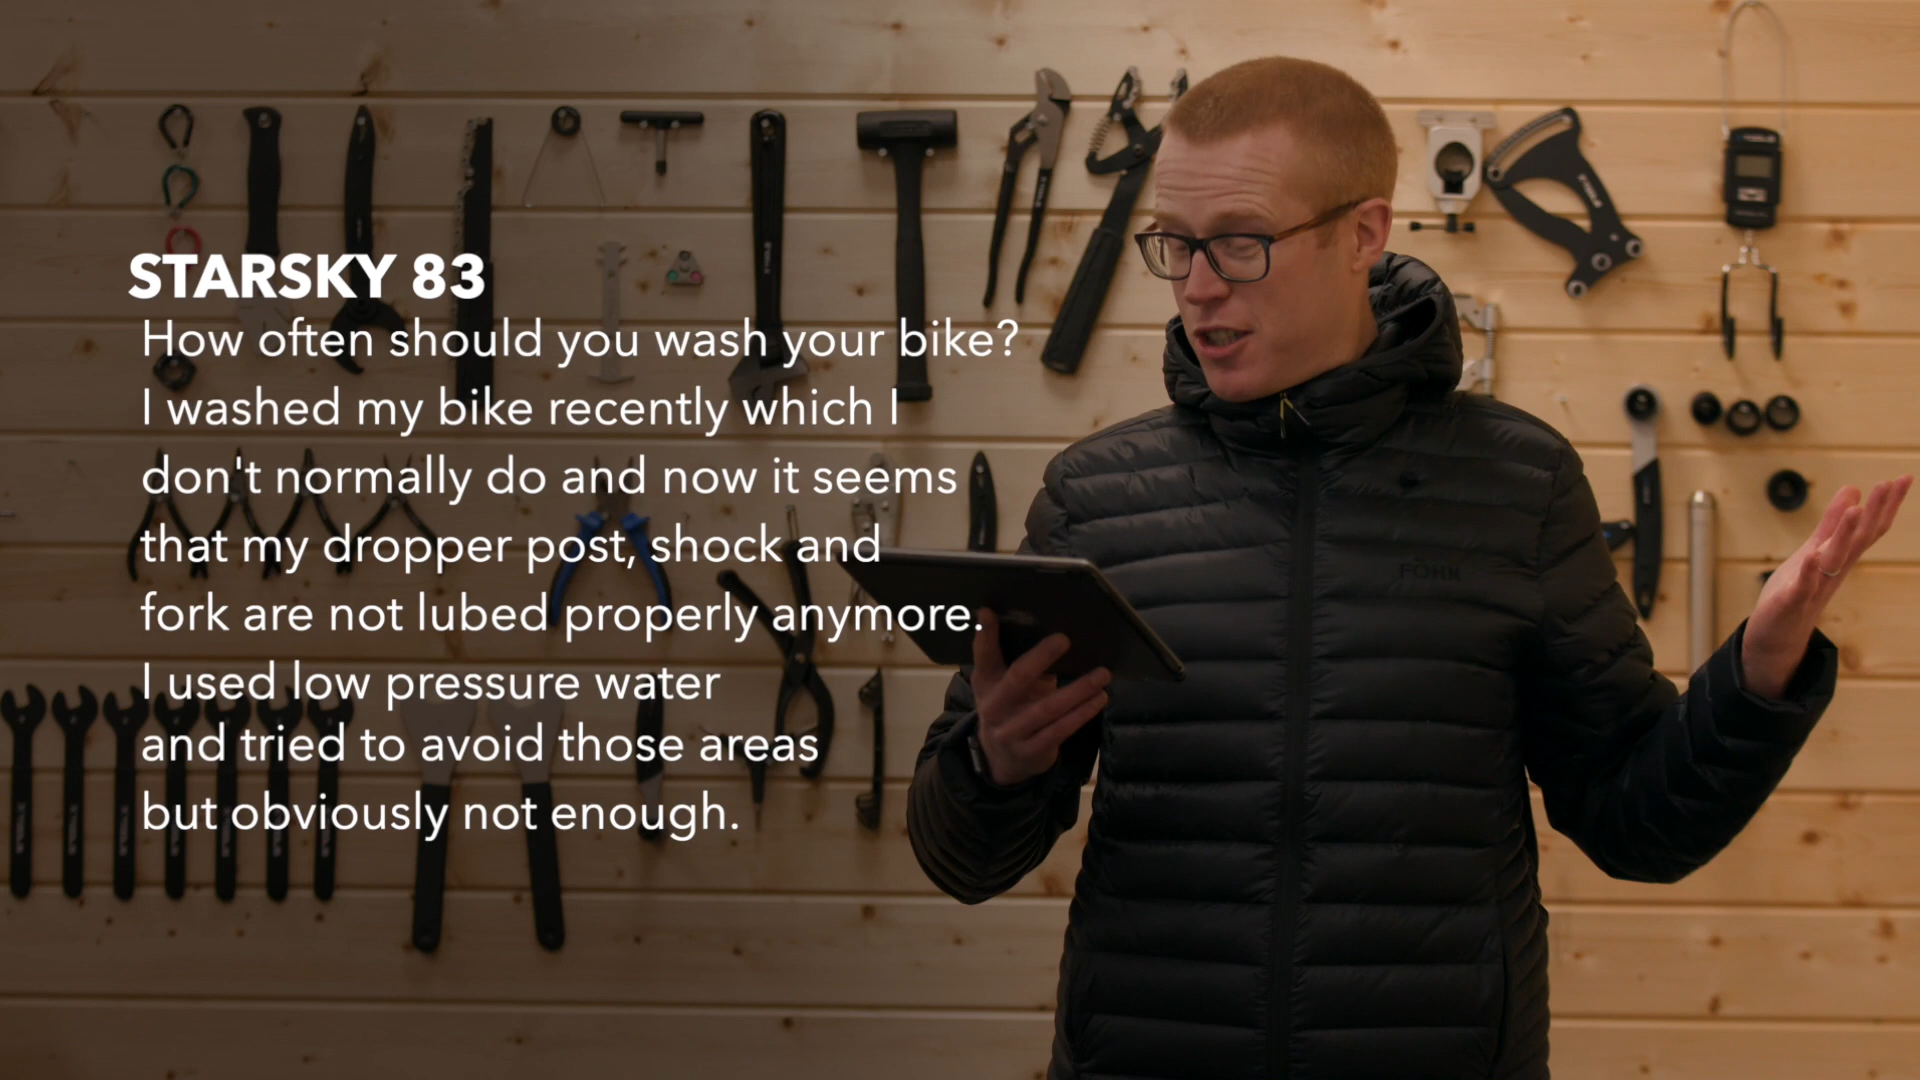 STARSKY 83
How often should you wash your bike?
I washed my bike recently which I
don't normally do and now it seems
that my dropper post, shock and
fork are not lubed properly anymore.
I used low pressure water
and tried to avoid those areas
but obviously not enough.
FÖHN